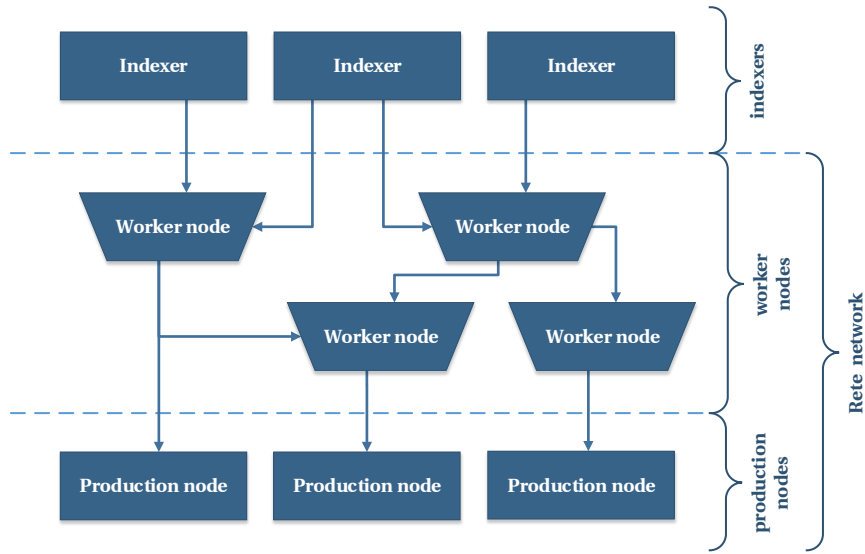 Indexer
Indexer
Indexer
indexers
Worker node
Worker node
worker
nodes
Worker node
Worker node
Rete network
Production node
Production node
Production node
production
nodes